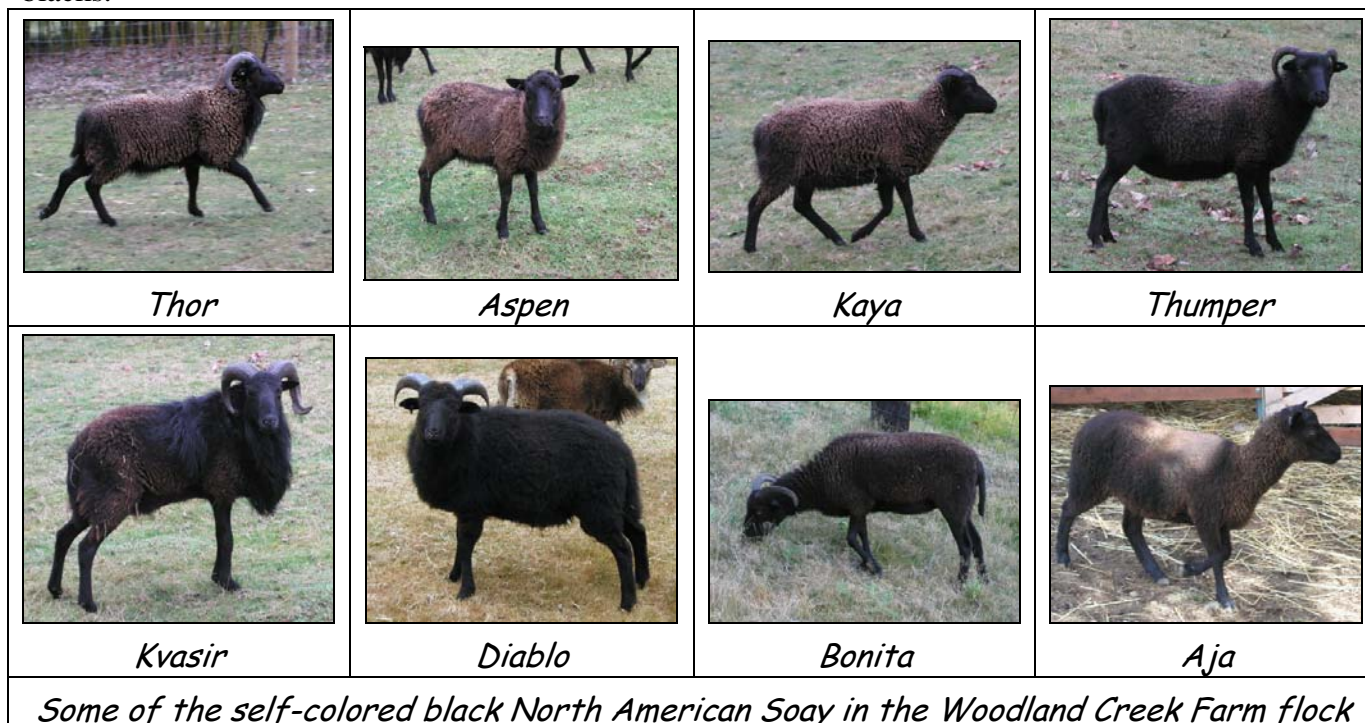 Thor
Aspen
Kaya
Thumper
Kvasir
Diablo
Bonita
Aja
Some of the self-colored black North American Soay in the Woodland Creek Farm flock